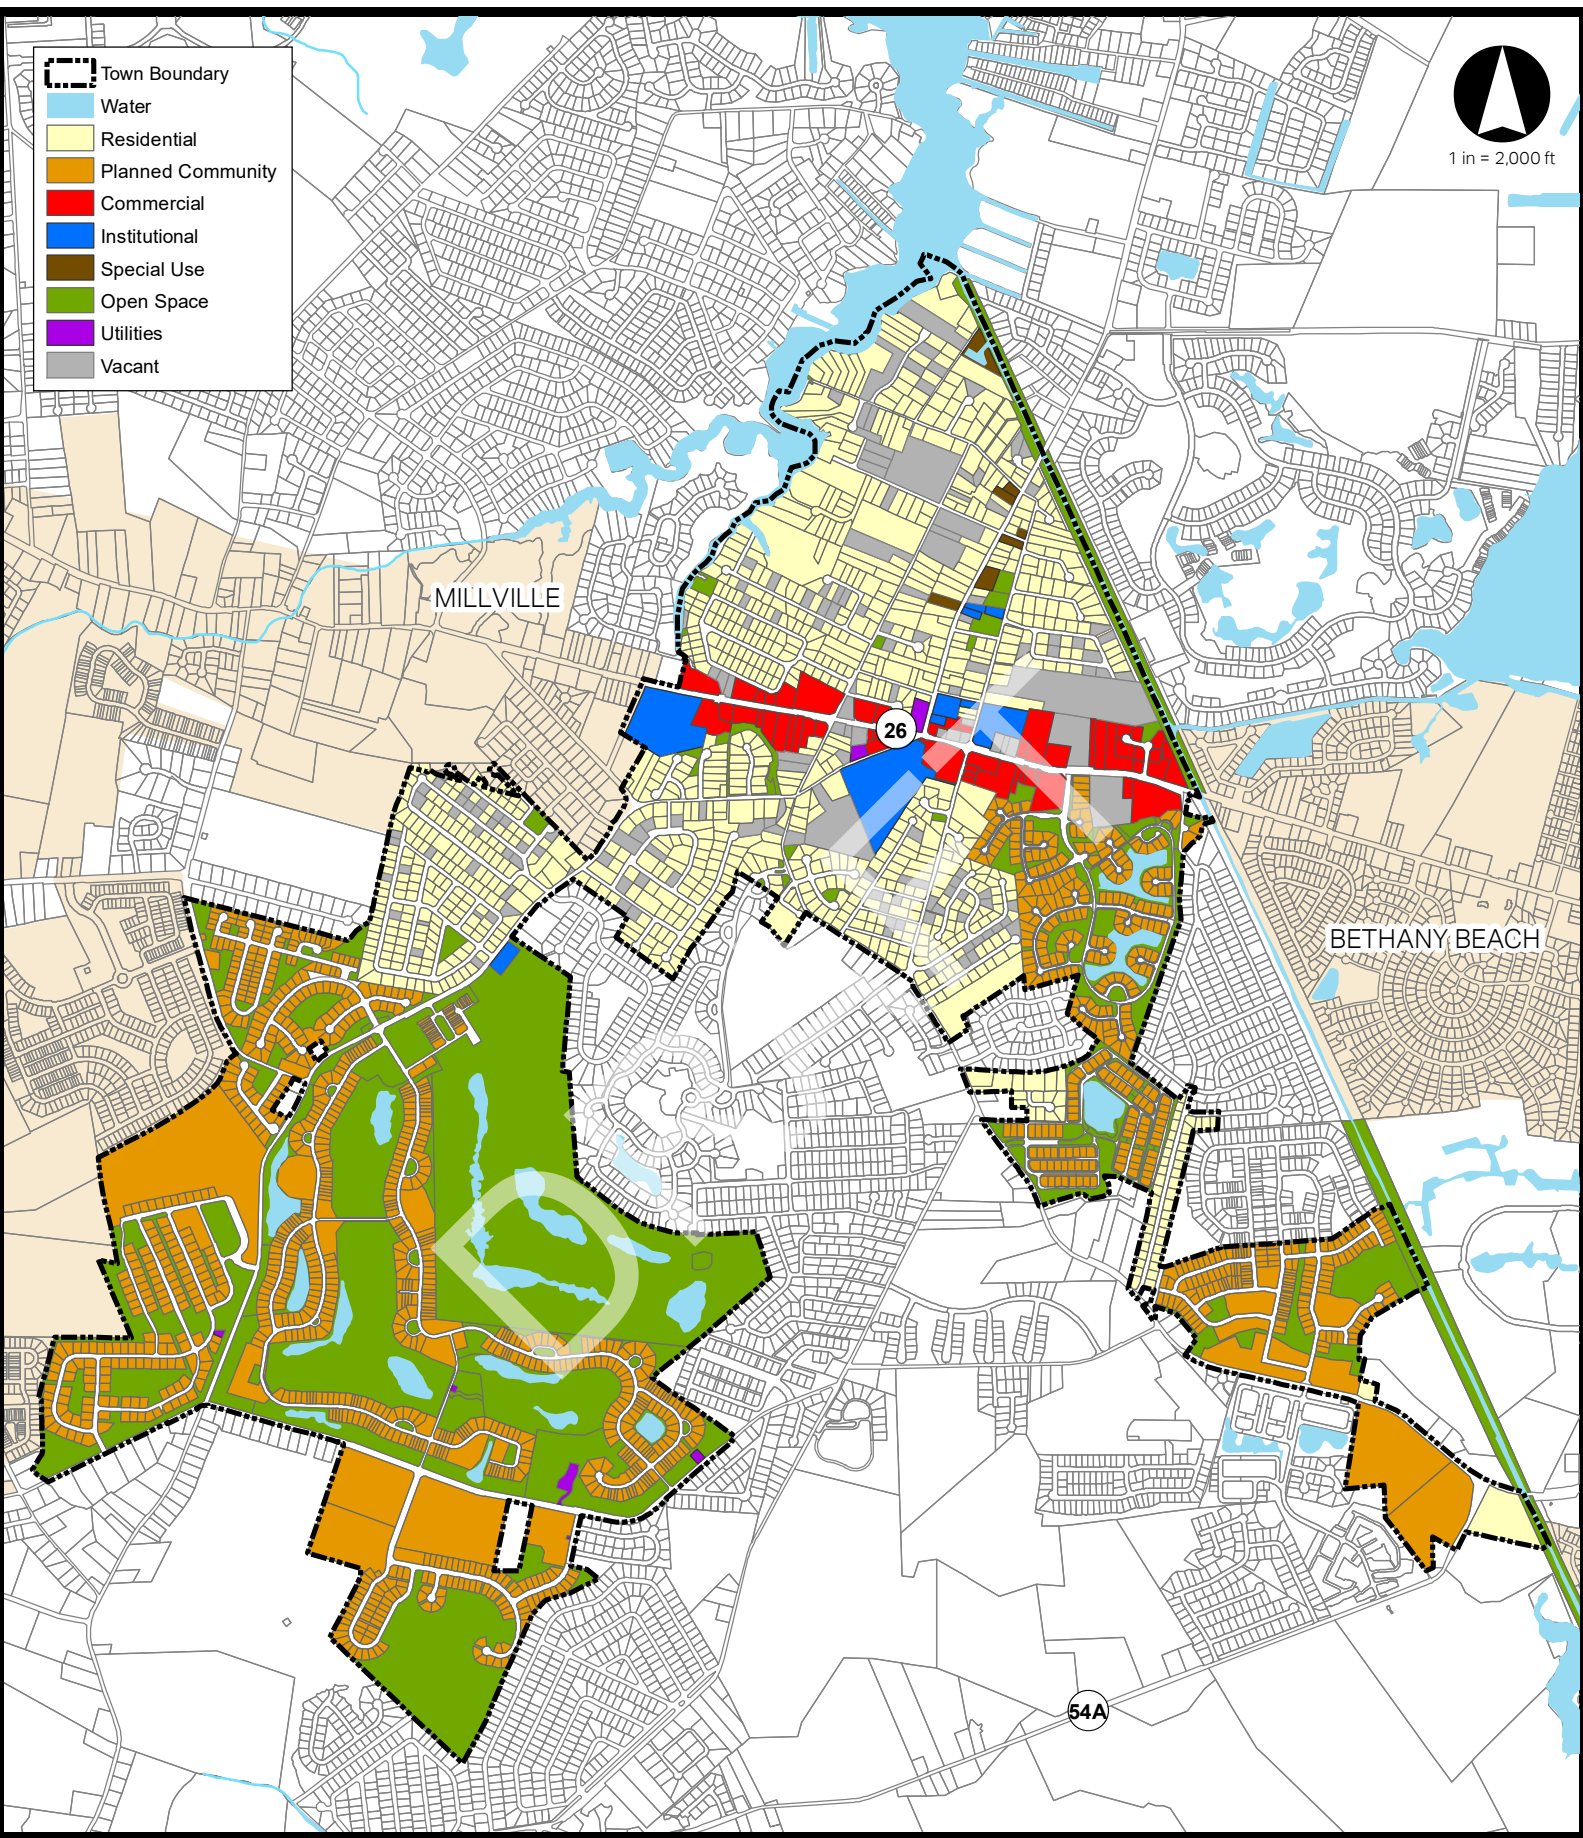 Town Boundary
Water
Residential
Planned Community
Commercial
Institutional
Special Use
Open Space
Utilities
Vacant
1 in = 2,000 ft
MILLVILLE
26
BETHANY BEACH
54A